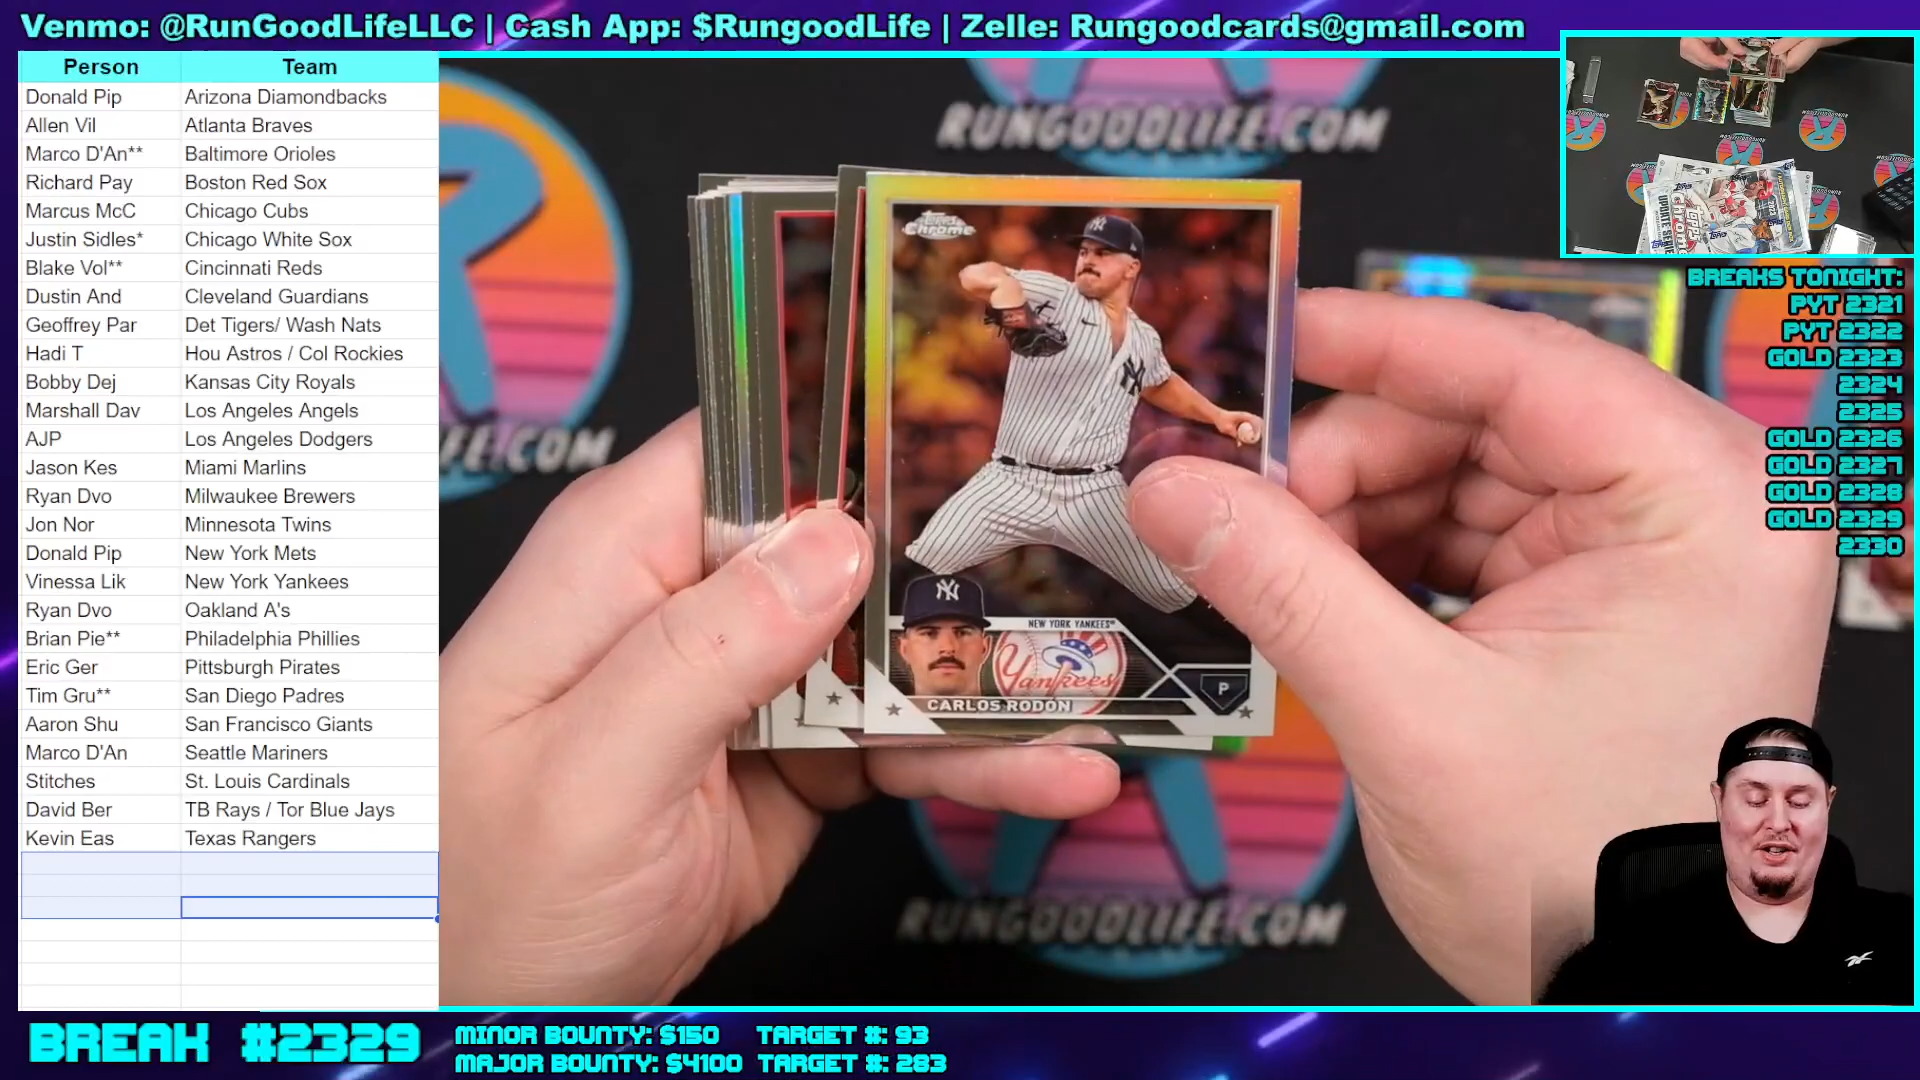 Venmo: @RunGoodLifeLLC | Cash App: $RungoodLife | Zelle: Rungoodcards@gmail.com
Person Team
Donald Pip Arizona Diamondbacks
Allen Vil Atlanta Braves
Marco D'An** Baltimore Orioles
Richard Pay Boston Red Sox
Marcus McC Chicago Cubs
Justin Sidles* Chicago White Sox
Blake Vol** Cincinnati Reds
Dustin And Cleveland Guardians
Geoffrey Par Det Tigers/ Wash Nats
Hadi T Hou Astros / Col Rockies
Bobby Dej Kansas City Royals
Marshall Dav Los Angeles Angels
AJP Los Angeles Dodgers
Jason Kes Miami Marlins
Ryan Dvo Milwaukee Brewers
Jon Nor Minnesota Twins
Donald Pip New York Mets
Vinessa Lik New York Yankees
Ryan Dvo Oakland A's
Brian Pie** Philadelphia Phillies
Eric Ger Pittsburgh Pirates
Tim Gru** San Diego Padres
Aaron Shu San Francisco Giants
Marco D'An Seattle Mariners
Stitches St. Louis Cardinals
David Ber TB Rays / Tor Blue Jays
Kevin Eas Texas Rangers
RUNGOODLIFE.COM
LIFE.COM
Topps
Chrome
NY
NEW YORK YANKEES
Yankees
P
CARLOS RODÓN
RUNGOODLIFE.COM
BREAKS TONIGHT:
PYT 2321
PYT 2322
GOLD 2323
2324
2325
GOLD 2326
GOLD 2327
GOLD 2328
GOLD 2329
2330
BREAK #2329
MINOR BOUNTY: $150 TARGET #: 93
MAJOR BOUNTY: $4100 TARGET #: 283